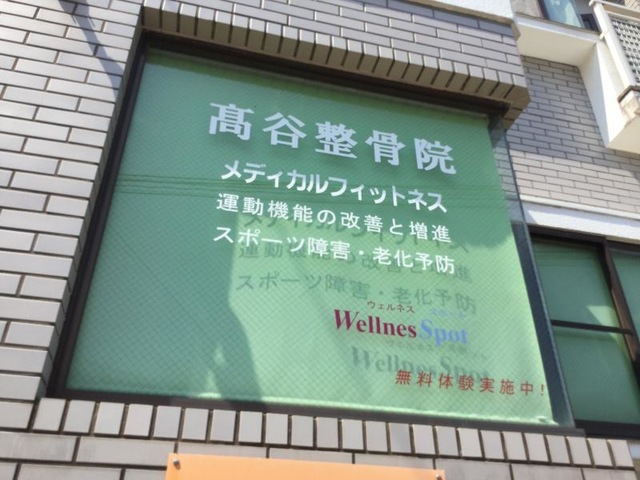 髙谷整骨院
メディカルフィットネス
運動機能の改善と増進
スポーツ障害・老化予防
ウェルネス
Wellnes Spot
無料体験実施中!